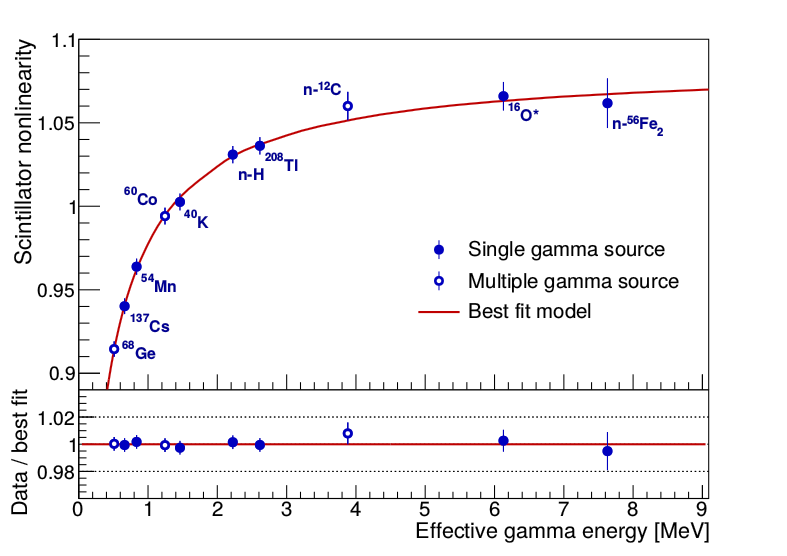 Scintillator nonlinearity
1.1
1.05
1
0.95
0.9
n-¹²C
¹⁶O*
n-⁵⁶Fe₂
²⁰⁸Tl
n-H
⁶⁰Co
⁴⁰K
⁵⁴Mn
¹³⁷Cs
⁶⁸Ge
Single gamma source
Multiple gamma source
Best fit model
Data / best fit
1.02
1
0.98
0 1 2 3 4 5 6 7 8 9
Effective gamma energy [MeV]